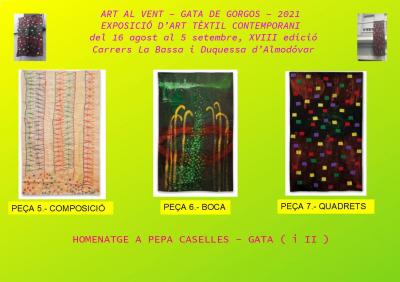 ART AL VENT – GATA DE GORGOS – 2021
EXPOSICIÓ D'ART TÈXTIL CONTEMPORANI
del 16 agost al 5 setembre, XVIII edició
Carrers La Bassa i Duquessa d'Almodóvar
PEÇA 5.- COMPOSICIÓ
PEÇA 6.- BOCA
PEÇA 7.- QUADRETS
HOMENATGE A PEPA CASELLES – GATA ( i II )